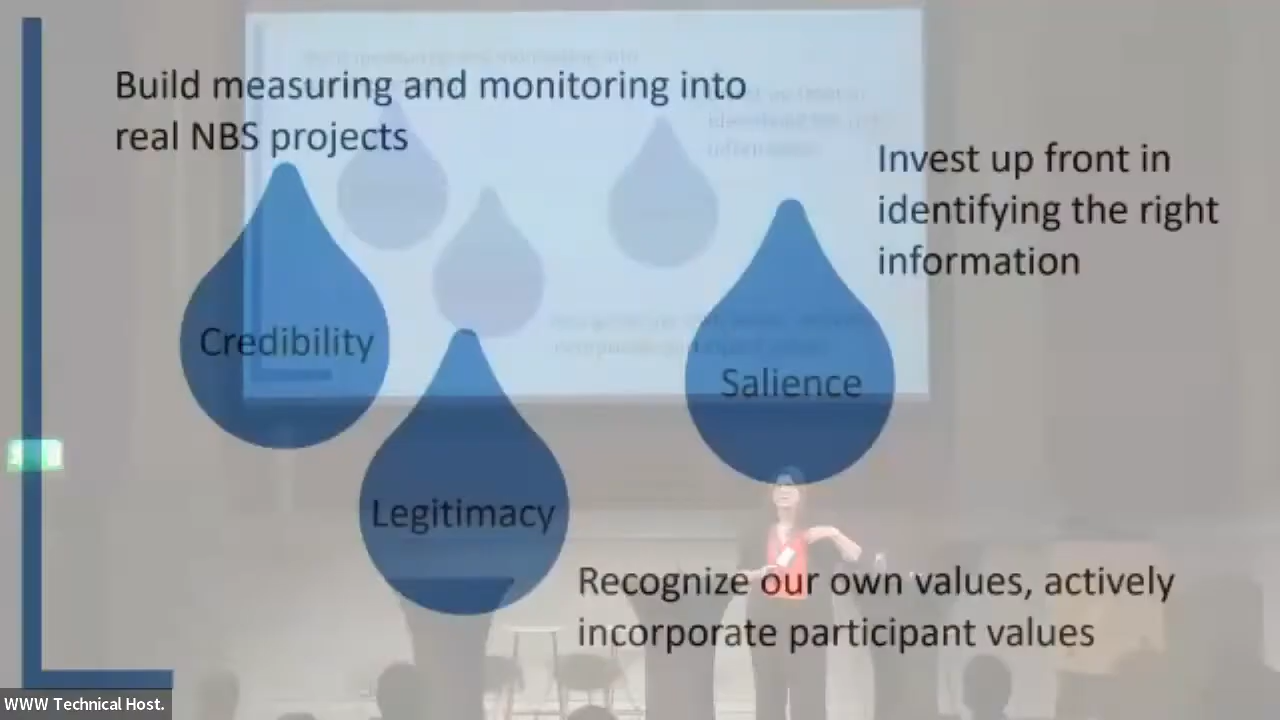 Build measuring and monitoring into
real NBS projects
Invest up front in
identifying the right
information
Credibility
Salience
Legitimacy
Recognize our own values, actively
incorporate participant values
WWW Technical Host.